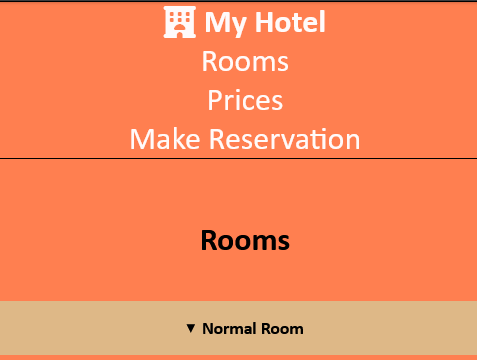 My Hotel
Rooms
Prices
Make Reservation
Rooms
▼ Normal Room